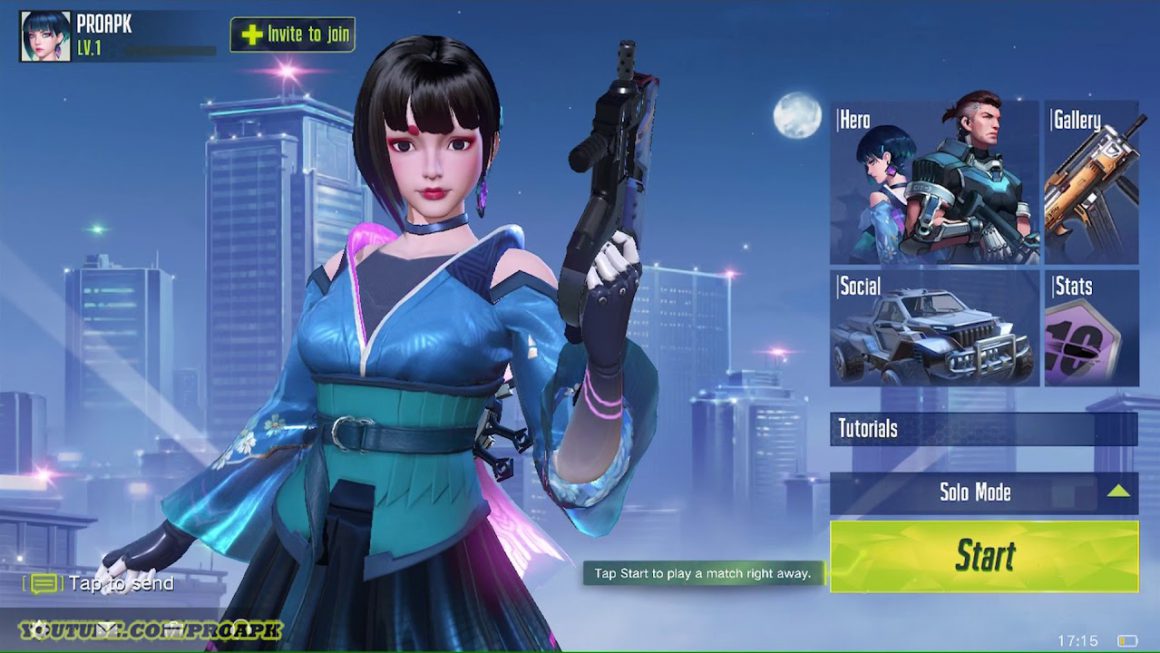 PROAPK
LV.1
Invite to join
Hero
Gallery
Social
Stats
10
Tutorials
Solo Mode
Start
Tap Start to play a match right away.
Tap to send
YOUTUBE.COM/PROAPK
17:15